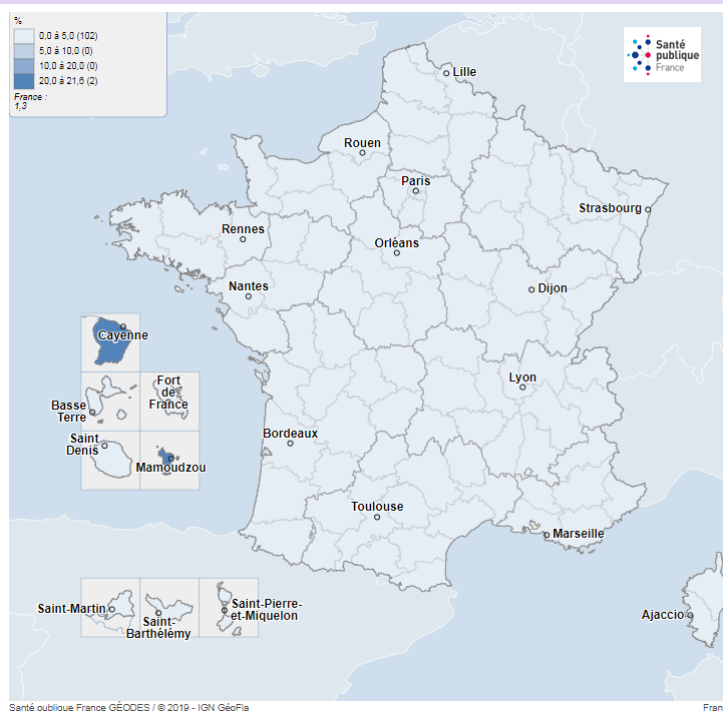 %
0,0 à 5,0 (102)
5,0 à 10,0 (0)
10,0 à 20,0 (0)
20,0 à 21,6 (2)
France :
1,3
Santé
publique
France
Lille
Rouen
Paris
Strasbourg
Rennes
Orléans
Nantes
Dijon
Cayenne
Lyon
Fort
de
France
Basse
Terre
Saint
Denis
Bordeaux
Mamoudzou
Toulouse
Marseille
Saint-Martin
Saint-
Barthélémy
Saint-Pierre-
et-Miquelon
Ajaccio
Santé publique France GÉODES / © 2019 - IGN GéoFla
Fran